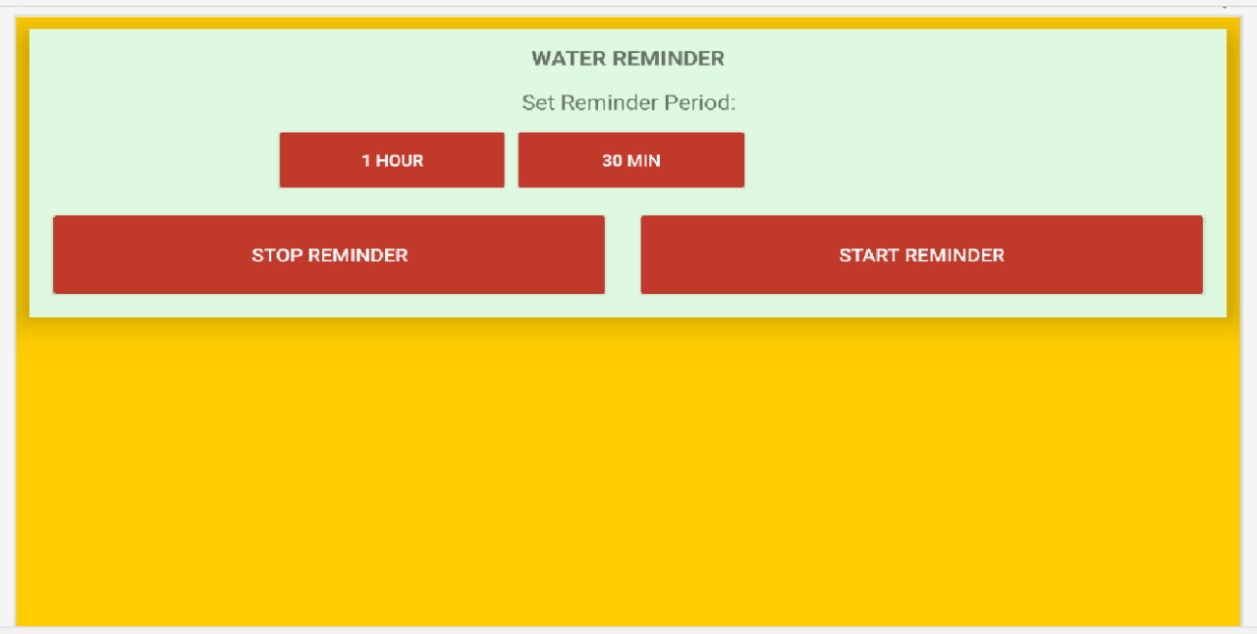 WATER REMINDER
Set Reminder Period:
1 HOUR 30 MIN
STOP REMINDER START REMINDER